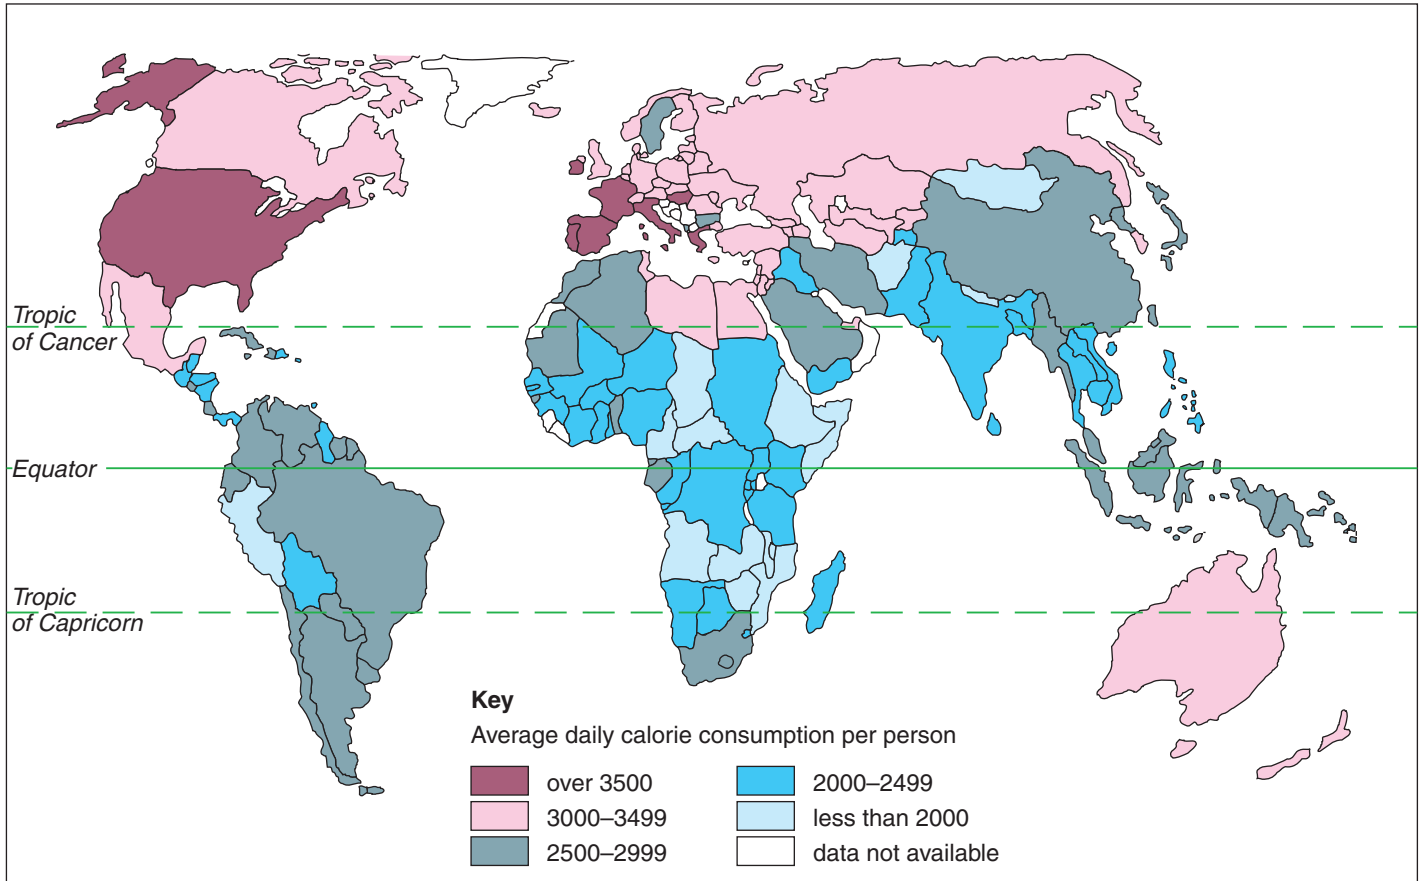 Tropic
of Cancer
Equator
Tropic
of Capricorn
Key
Average daily calorie consumption per person
over 3500
2000–2499
3000–3499
less than 2000
2500–2999
data not available